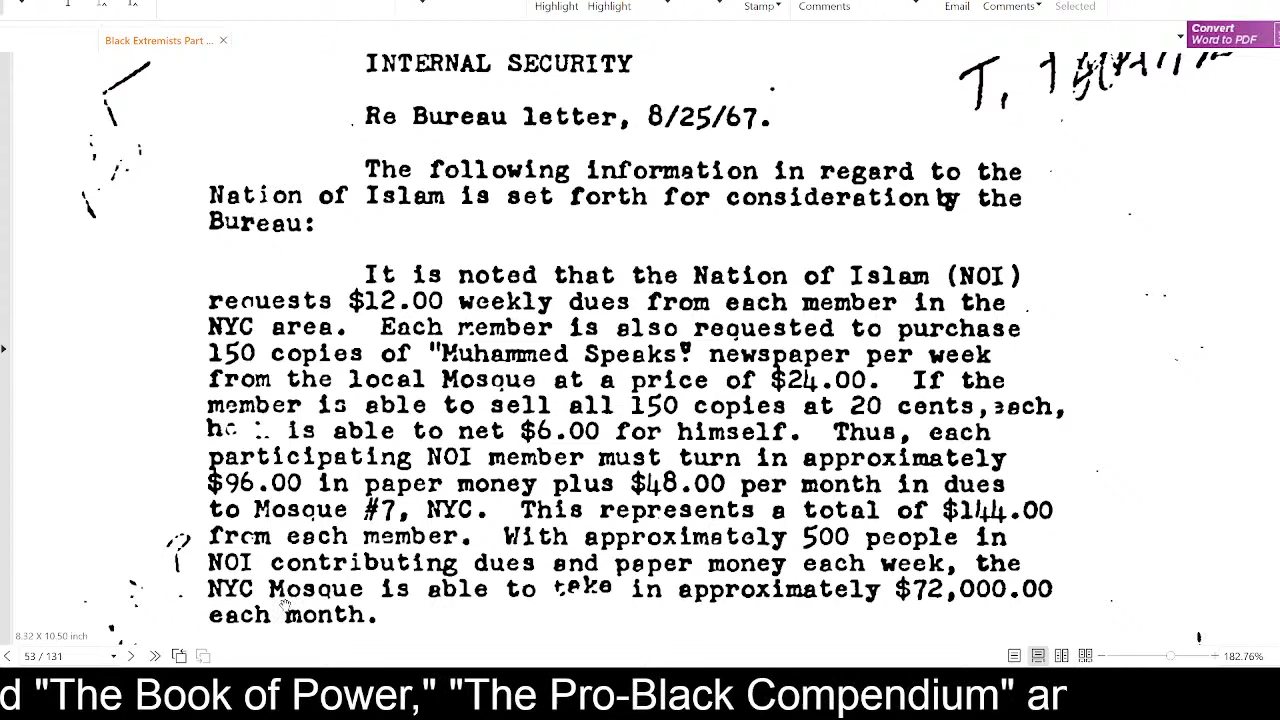 Highlight Highlight Stamp Comments Email Comments Selected
Black Extremists Part ...
Convert
Word to PDF
INTERNAL SECURITY
T.
Re Bureau letter, 8/25/67.
The following information in regard to the
Nation of Islam is set forth for consideration by the
Bureau:
It is noted that the Nation of Islam (NOI)
requests $12.00 weekly dues from each member in the
NYC area. Each member is also requested to purchase
150 copies of "Muhammed Speaks" newspaper per week
from the local Mosque at a price of $24.00. If the
member is able to sell all 150 copies at 20 cents, each,
is able to net $6.00 for himself. Thus, each
participating NOI member must turn in approximately
$96.00 in paper money plus $48.00 per month in dues
to Mosque #7, NYC. This represents a total of $144.00
from each member. With approximately 500 people in
NOI contributing dues and paper money each week, the
NYC Mosque is able to take in approximately $72,000.00
each month.
8.32 X 10.50 inch
53 / 131 182.76%
d "The Book of Power," "The Pro-Black Compendium" ar